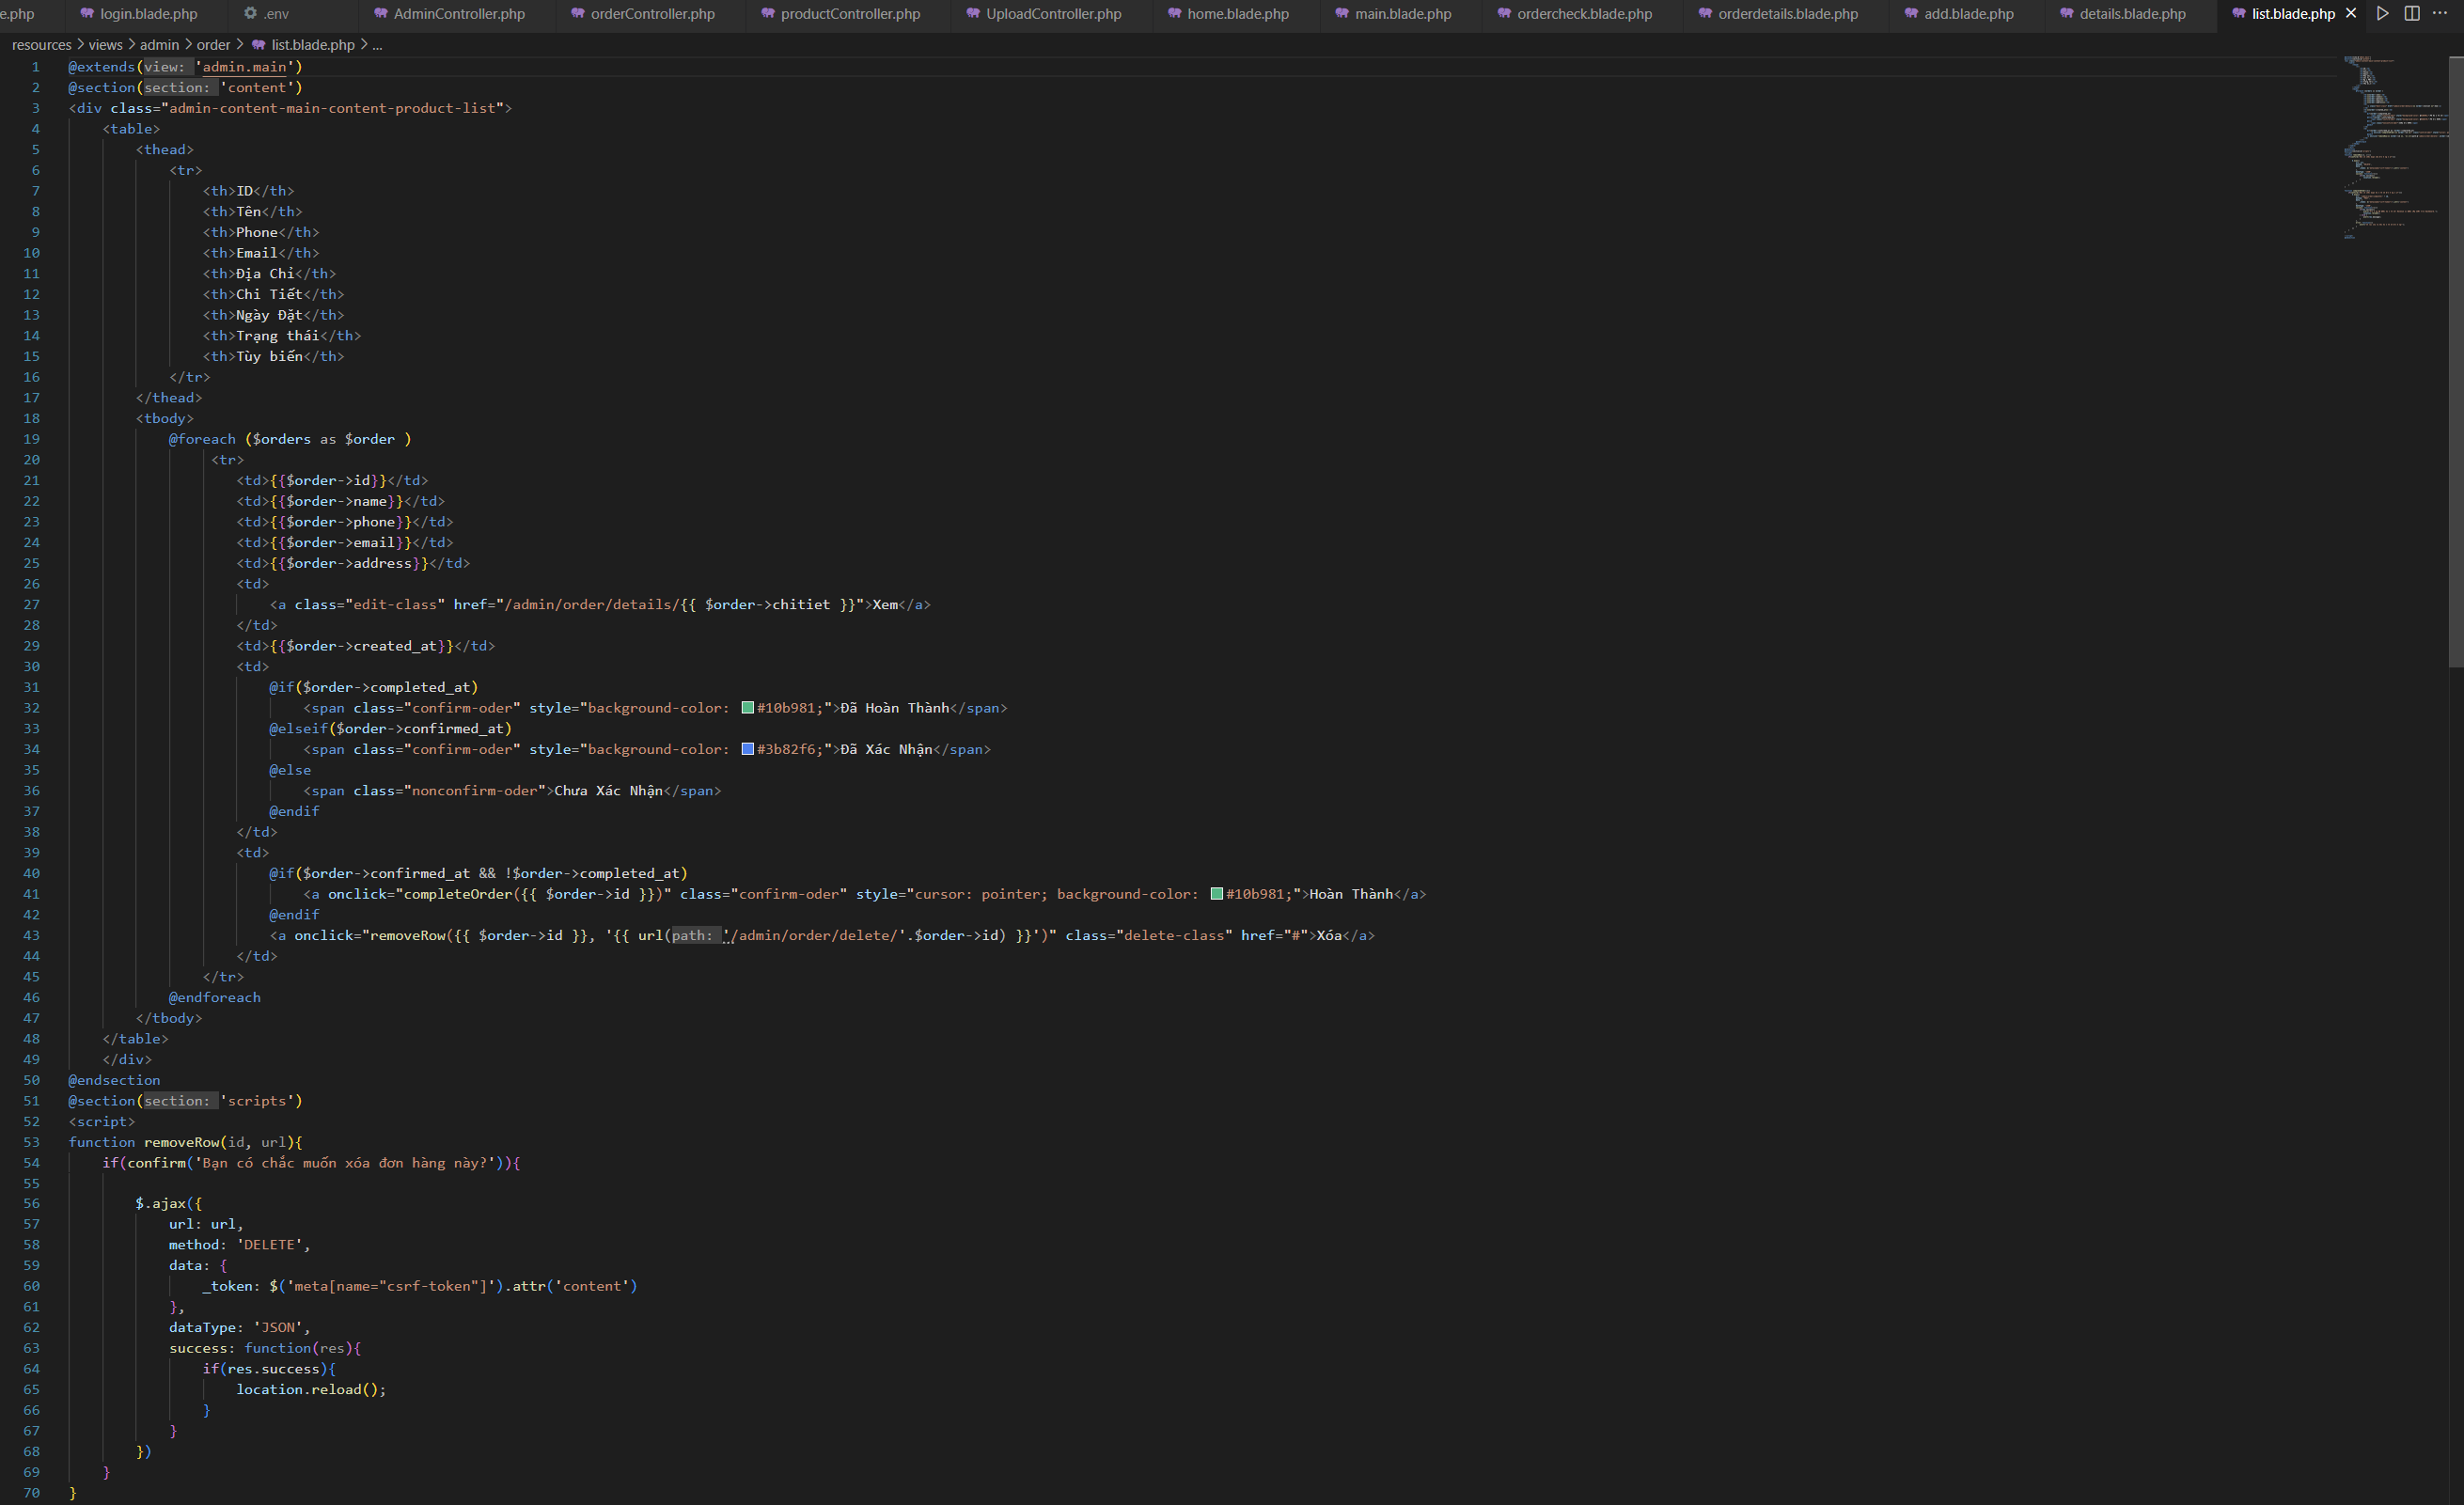 e.php login.blade.php .env AdminController.php orderController.php productController.php UploadController.php home.blade.php main.blade.php ordercheck.blade.php orderdetails.blade.php add.blade.php details.blade.php list.blade.php
resources > views > admin > order > list.blade.php > ...
1 @extends(view: 'admin.main')
2 @section(section: 'content')
3 <div class="admin-content-main-content-product-list">
4 <table>
5 <thead>
6 <tr>
7 <th>ID</th>
8 <th>Tên</th>
9 <th>Phone</th>
10 <th>Email</th>
11 <th>Địa Chỉ</th>
12 <th>Chi Tiết</th>
13 <th>Ngày Đặt</th>
14 <th>Trạng thái</th>
15 <th>Tùy biến</th>
16 </tr>
17 </thead>
18 <tbody>
19 @foreach ($orders as $order )
20 <tr>
21 <td>{{$order->id}}</td>
22 <td>{{$order->name}}</td>
23 <td>{{$order->phone}}</td>
24 <td>{{$order->email}}</td>
25 <td>{{$order->address}}</td>
26 <td>
27 <a class="edit-class" href="/admin/order/details/{{ $order->chitiet }}">Xem</a>
28 </td>
29 <td>{{$order->created_at}}</td>
30 <td>
31 @if($order->completed_at)
32 <span class="confirm-oder" style="background-color: #10b981;">Đã Hoàn Thành</span>
33 @elseif($order->confirmed_at)
34 <span class="confirm-oder" style="background-color: #3b82f6;">Đã Xác Nhận</span>
35 @else
36 <span class="nonconfirm-oder">Chưa Xác Nhận</span>
37 @endif
38 </td>
39 <td>
40 @if($order->confirmed_at && !$order->completed_at)
41 <a onclick="completeOrder({{ $order->id }})" class="confirm-oder" style="cursor: pointer; background-color: #10b981;">Hoàn Thành</a>
42 @endif
43 <a onclick="removeRow({{ $order->id }}, '{{ url(path: '/admin/order/delete/'.$order->id) }}')" class="delete-class" href="#">Xóa</a>
44 </td>
45 </tr>
46 @endforeach
47 </tbody>
48 </table>
49 </div>
50 @endsection
51 @section(section: 'scripts')
52 <script>
53 function removeRow(id, url){
54 if(confirm('Bạn có chắc muốn xóa đơn hàng này?')){
55
56 $.ajax({
57 url: url,
58 method: 'DELETE',
59 data: {
60 _token: $('meta[name="csrf-token"]').attr('content')
61 },
62 dataType: 'JSON',
63 success: function(res){
64 if(res.success){
65 location.reload();
66 }
67 }
68 })
69 }
70 }